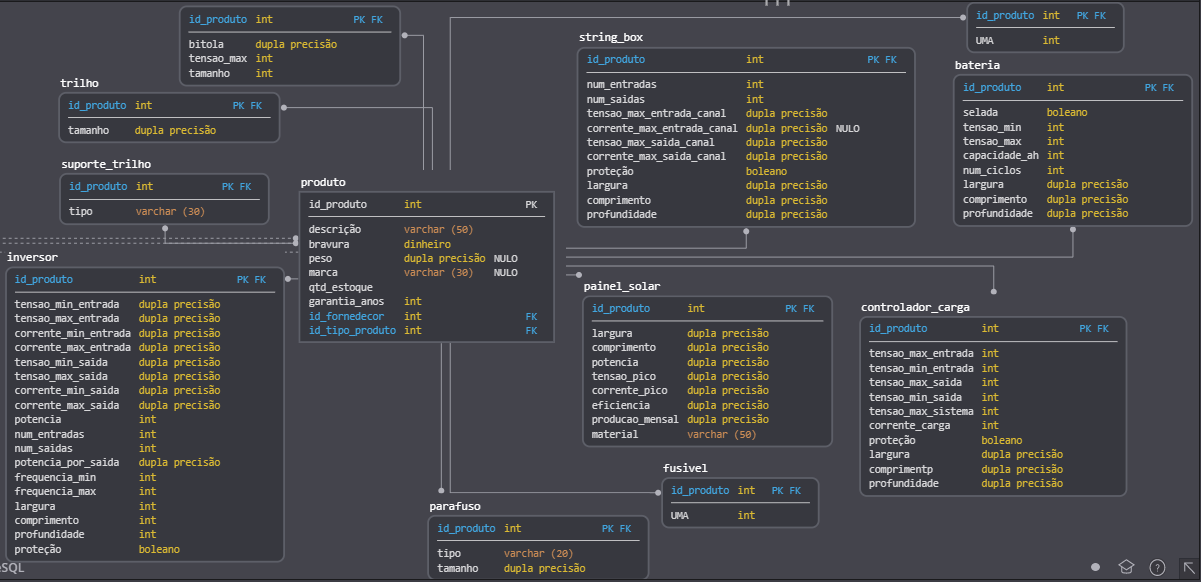 id_produto int PK FK
bitola dupla precisão
tensao_max int
tamanho int
trilho
id_produto int PK FK
tamanho dupla precisão
suporte_trilho
id_produto int PK FK
tipo varchar (30)
inversor
id_produto int PK FK
tensao_min_entrada dupla precisão
tensao_max_entrada dupla precisão
corrente_min_entrada dupla precisão
corrente_max_entrada dupla precisão
tensao_min_saida dupla precisão
tensao_max_saida dupla precisão
corrente_min_saida dupla precisão
corrente_max_saida dupla precisão
potencia int
num_entradas int
num_saidas int
potencia_por_saida dupla precisão
frequencia_min int
frequencia_max int
largura int
comprimento int
profundidade int
proteção boleano
produto
id_produto int PK
descrição varchar (50)
bravura dinheiro
peso dupla precisão NULO
marca varchar (30) NULO
qtd_estoque
garantia_anos int
id_fornedecor int FK
id_tipo_produto int FK
string_box
id_produto int PK FK
num_entradas int
num_saidas int
tensao_max_entrada_canal dupla precisão
corrente_max_entrada_canal dupla precisão NULO
tensao_max_saida_canal dupla precisão
corrente_max_saida_canal dupla precisão
proteção boleano
largura dupla precisão
comprimento dupla precisão
profundidade dupla precisão
id_produto int PK FK
UMA int
bateria
id_produto int PK FK
selada boleano
tensao_min int
tensao_max int
capacidade_ah int
num_ciclos int
largura dupla precisão
comprimento dupla precisão
profundidade dupla precisão
painel_solar
id_produto int PK FK
largura dupla precisão
comprimento dupla precisão
potencia dupla precisão
tensao_pico dupla precisão
corrente_pico dupla precisão
eficiencia dupla precisão
producao_mensal dupla precisão
material varchar (50)
controlador_carga
id_produto int PK FK
tensao_max_entrada int
tensao_min_entrada int
tensao_max_saida int
tensao_min_saida int
tensao_max_sistema int
corrente_carga int
proteção boleano
largura dupla precisão
comprimentp dupla precisão
profundidade dupla precisão
fusivel
id_produto int PK FK
UMA int
parafuso
id_produto int PK FK
tipo varchar (20)
tamanho dupla precisão
SQL
?